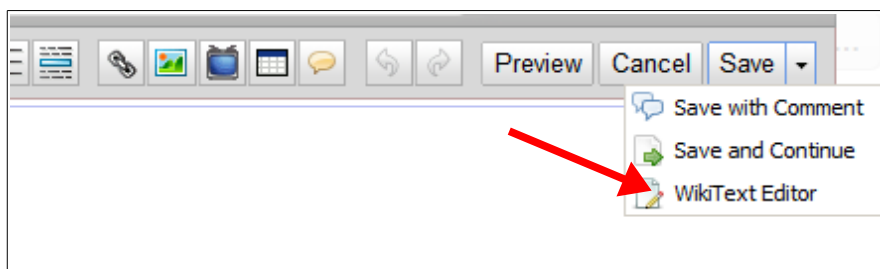 Preview Cancel Save
Save with Comment
Save and Continue
WikiText Editor